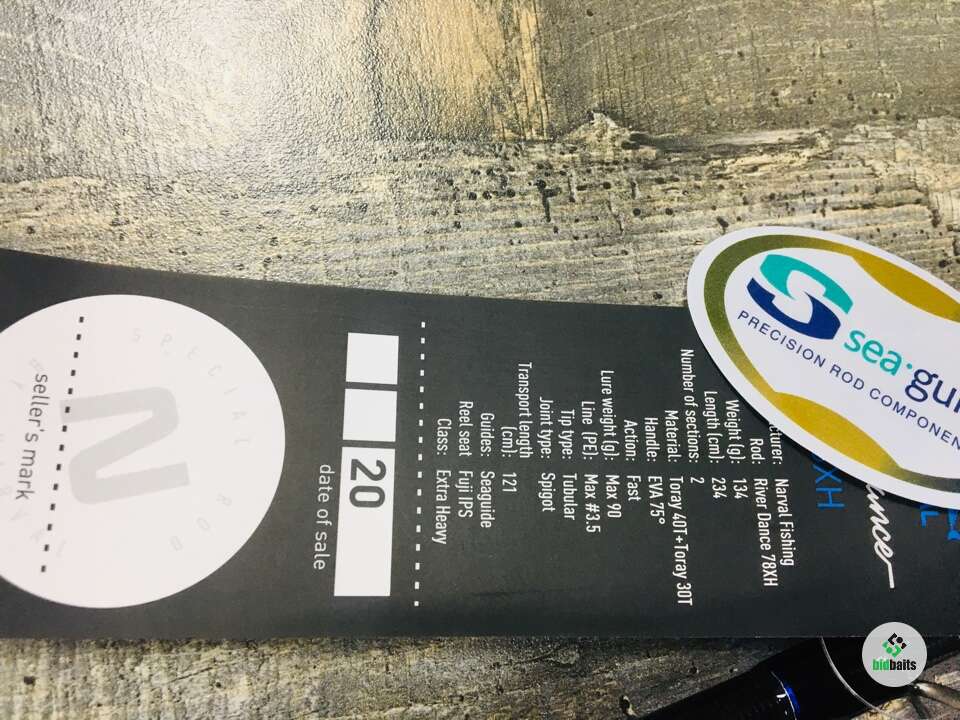 sea·gu
PRECISION ROD COMPONEN
ance
XH
cturer: Narval Fishing
Rod: River Dance 78XH
Weight (g): 134
Length (cm): 234
Number of sections: 2
Material: Toray 40T+Toray 30T
Handle: EVA 75°
Action: Fast
Lure weight (g): Max 90
Line (PE): Max #3.5
Tip type: Tubular
Joint type: Spigot
Transport length (cm): 121
Guides: Seaguide
Reel seat Fuji IPS
Class: Extra Heavy
20
date of sale
SPECIAL ROD
N
seller's mark
bidbaits